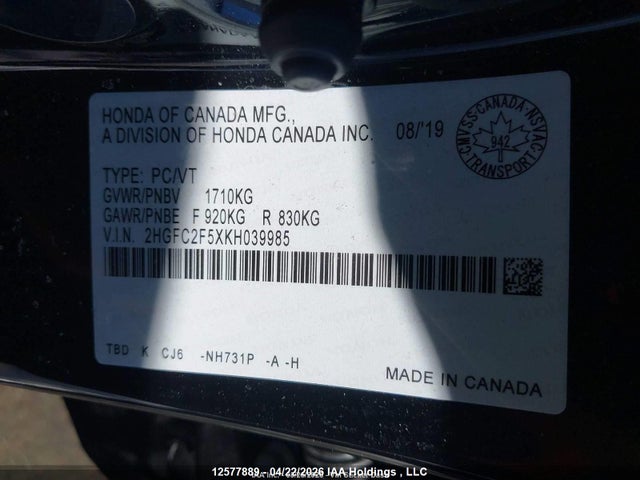 HONDA OF CANADA MFG.,
A DIVISION OF HONDA CANADA INC. 08/'19
CMVSS-CANADA-NSVAC
942
TRANSPORT
TYPE: PC/VT
GVWR/PNBV 1710KG
GAWR/PNBE F 920KG R 830KG
V.I.N. 2HGFC2F5XKH039985
TBD K CJ6 -NH731P -A -H
MADE IN CANADA
12577889 - 04/22/2026 IAA Holdings , LLC